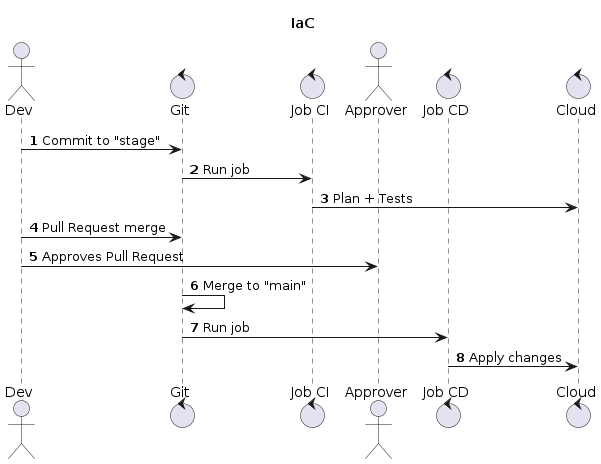 IaC
Dev Git Job CI Approver Job CD Cloud
1 Commit to "stage"
2 Run job
3 Plan + Tests
4 Pull Request merge
5 Approves Pull Request
6 Merge to "main"
7 Run job
8 Apply changes
Dev Git Job CI Approver Job CD Cloud